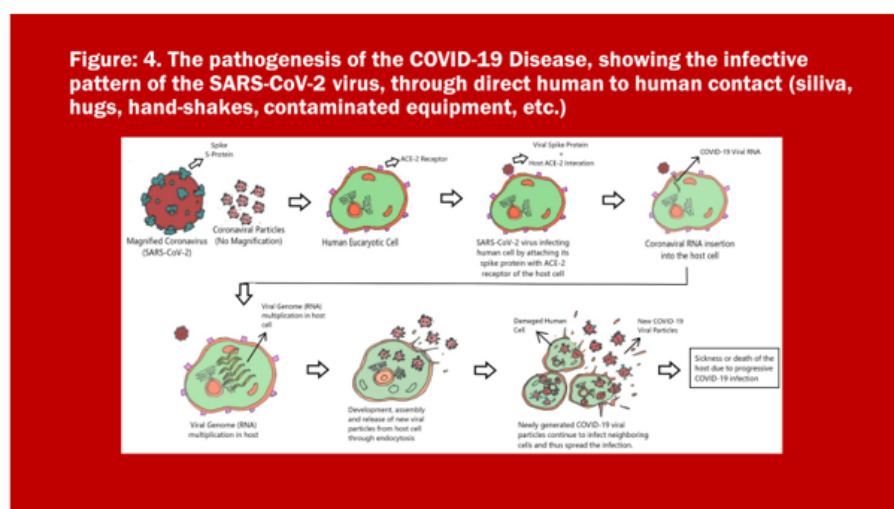 Figure: 4. The pathogenesis of the COVID-19 Disease, showing the infective
pattern of the SARS-CoV-2 virus, through direct human to human contact (siliva,
hugs, hand-shakes, contaminated equipment, etc.)
Spike
S-Protein
Magnified Coronavirus
(SARS-CoV-2)
Coronaviral Particles
(No Magnification)
ACE-2 Receptor
Human Eucaryotic Cell
Viral Spike Protein
+
Host ACE-2 Interation
SARS-CoV-2 virus infecting
human cell by attaching its
spike protein with ACE-2
receptor of the host cell
COVID-19 Viral RNA
Coronaviral RNA insertion
into the host cell
Viral Genome (RNA)
multiplication in host
cell
Viral Genome (RNA)
multiplication in host
Development, assembly
and release of new viral
particles from host cell
through endocytosis
Damaged Human
Cell
New COVID-19
Viral Particles
Newly generated COVID-19 viral
particles continue to infect neighboring
cells and thus spread the infection.
Sickness or death of the
host due to progressive
COVID-19 infection